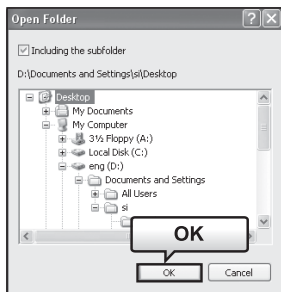 Open Folder
Including the subfolder
D:\Documents and Settings\si\Desktop
Desktop
My Documents
My Computer
3½ Floppy (A:)
Local Disk (C:)
eng (D:)
Documents and Settings
All Users
si
OK
OK
Cancel